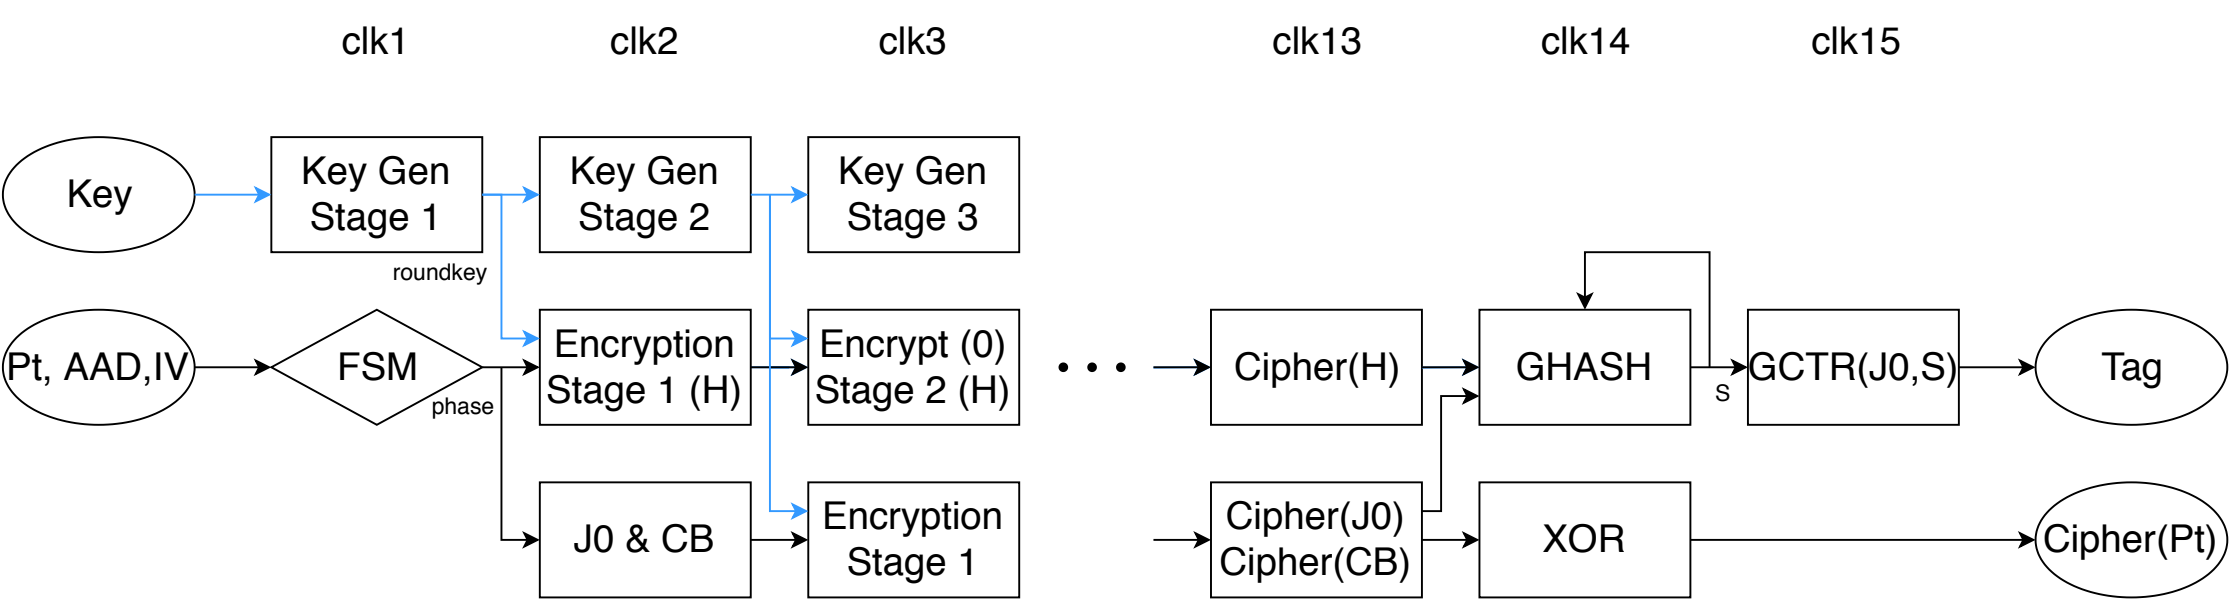 clk1 clk2 clk3 clk13 clk14 clk15
Key
Key Gen
Stage 1
Key Gen
Stage 2
Key Gen
Stage 3
roundkey
Pt, AAD,IV
FSM
phase
Encryption
Stage 1 (H)
Encrypt (0)
Stage 2 (H)
Cipher(H)
GHASH
S
GCTR(J0,S)
Tag
J0 & CB
Encryption
Stage 1
Cipher(J0)
Cipher(CB)
XOR
Cipher(Pt)